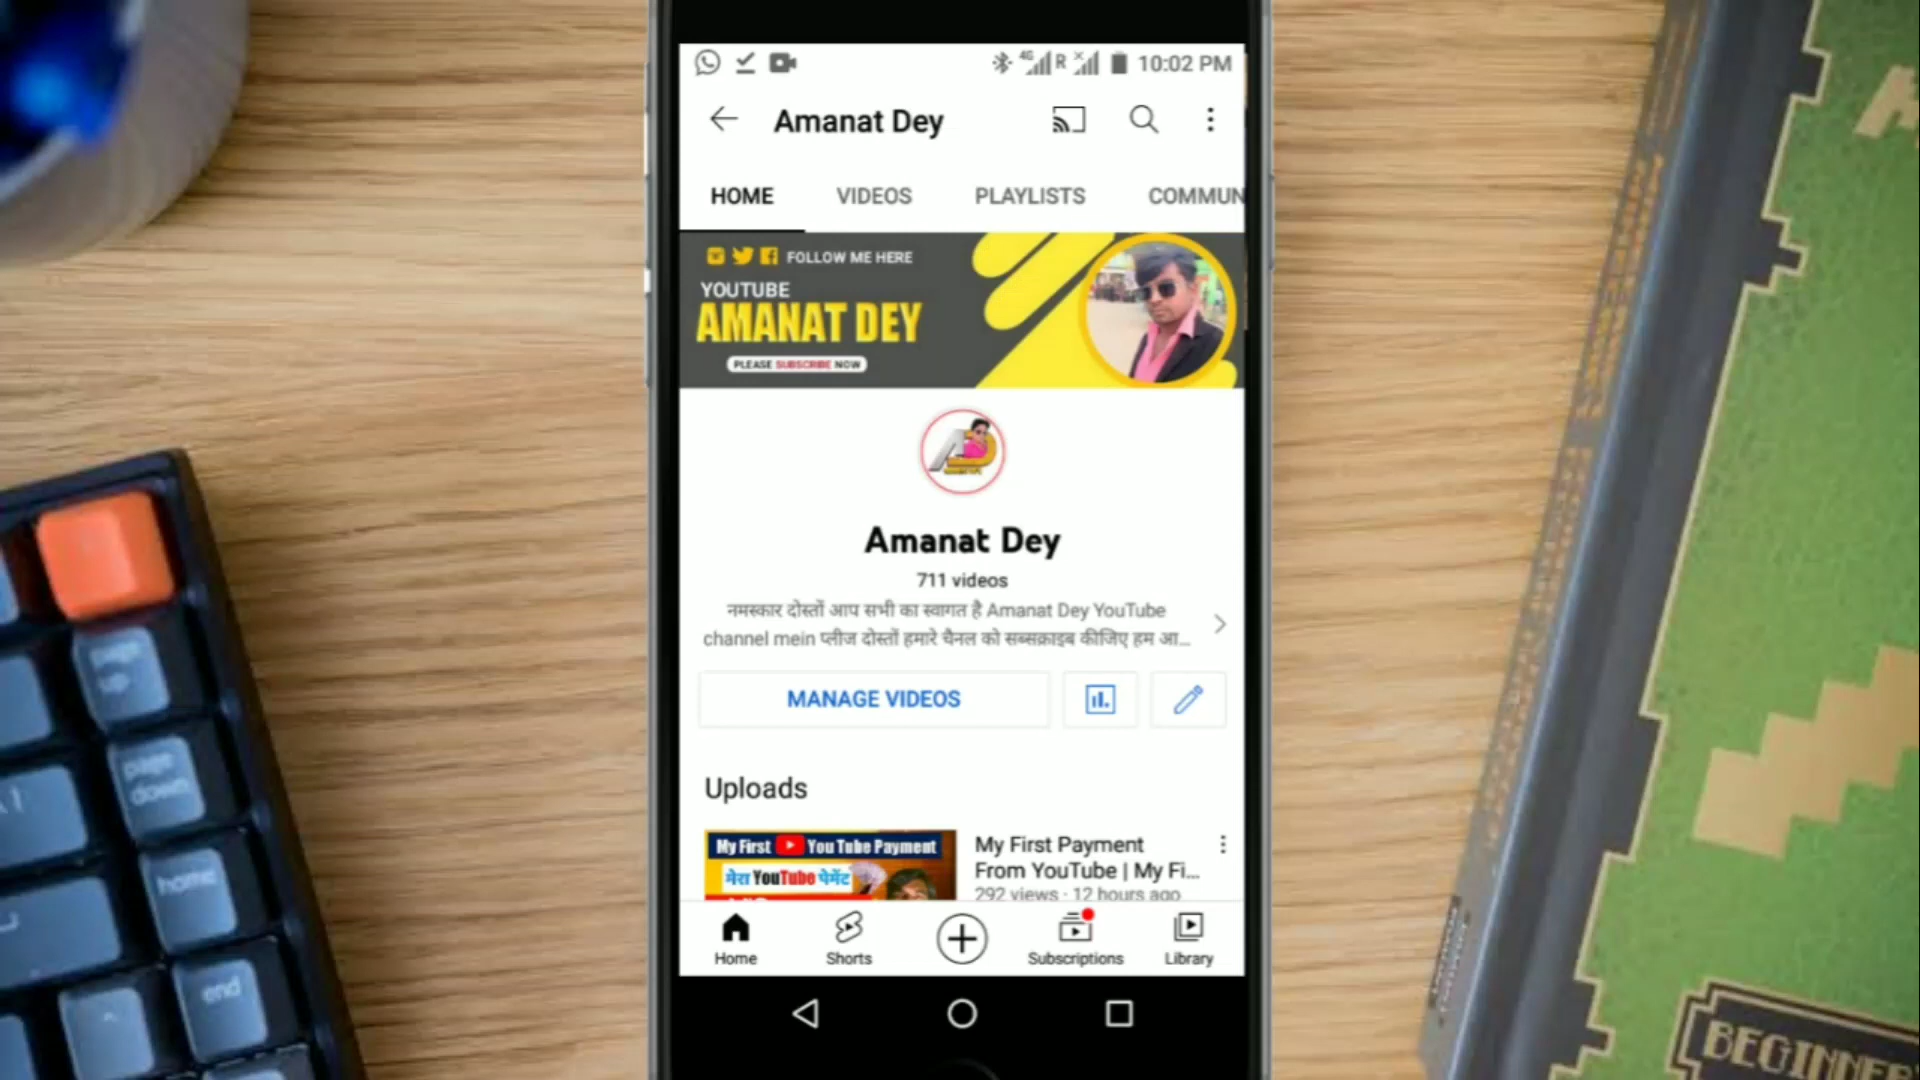 10:02 PM
Amanat Dey
HOME VIDEOS PLAYLISTS COMMUN
FOLLOW ME HERE
YOUTUBE
AMANAT DEY
PLEASE SUBSCRIBE NOW
Amanat Dey
711 videos
नमस्कार दोस्तों आप सभी का स्वागत है Amanat Dey YouTube
channel mein प्लीज दोस्तों हमारे चैनल को सब्सक्राइब कीजिए हम आ...
MANAGE VIDEOS
Uploads
My First YouTube Payment
मेरा YouTube पेमेंट
My First Payment
From YouTube | My Fi...
292 views · 12 hours ago
Home Shorts Subscriptions Library
page up
page down
home
end
BEGINNER